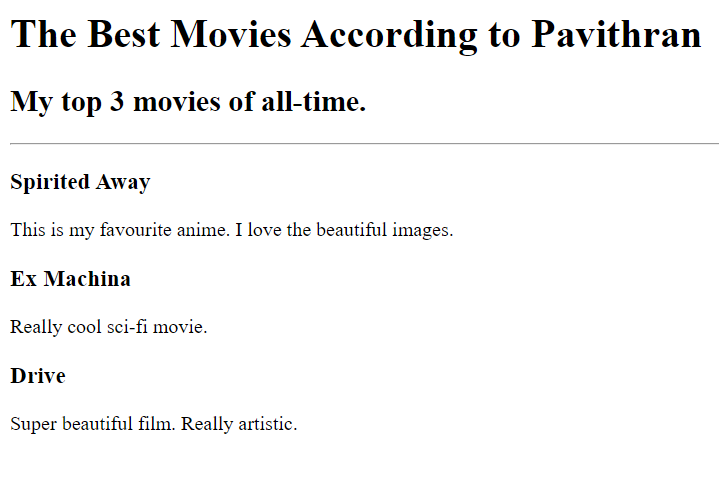 The Best Movies According to Pavithran
My top 3 movies of all-time.
Spirited Away
This is my favourite anime. I love the beautiful images.
Ex Machina
Really cool sci-fi movie.
Drive
Super beautiful film. Really artistic.